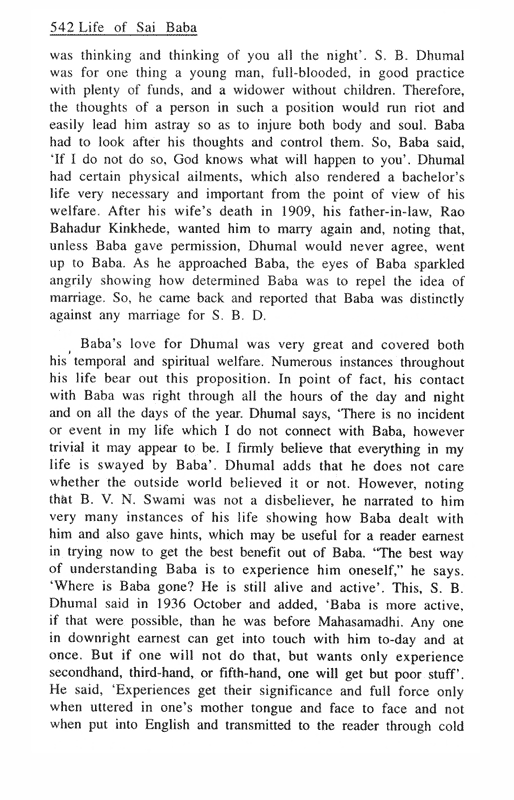 542 Life of Sai Baba
was thinking and thinking of you all the night’. S. B. Dhumal
was for one thing a young man, full-blooded, in good practice
with plenty of funds, and a widower without children. Therefore,
the thoughts of a person in such a position would run riot and
easily lead him astray so as to injure both body and soul. Baba
had to look after his thoughts and control them. So, Baba said,
‘If I do not do so, God knows what will happen to you’. Dhumal
had certain physical ailments, which also rendered a bachelor’s
life very necessary and important from the point of view of his
welfare. After his wife’s death in 1909, his father-in-law, Rao
Bahadur Kinkhede, wanted him to marry again and, noting that,
unless Baba gave permission, Dhumal would never agree, went
up to Baba. As he approached Baba, the eyes of Baba sparkled
angrily showing how determined Baba was to repel the idea of
marriage. So, he came back and reported that Baba was distinctly
against any marriage for S. B. D.
Baba’s love for Dhumal was very great and covered both
his temporal and spiritual welfare. Numerous instances throughout
his life bear out this proposition. In point of fact, his contact
with Baba was right through all the hours of the day and night
and on all the days of the year. Dhumal says, ‘There is no incident
or event in my life which I do not connect with Baba, however
trivial it may appear to be. I firmly believe that everything in my
life is swayed by Baba’. Dhumal adds that he does not care
whether the outside world believed it or not. However, noting
that B. V. N. Swami was not a disbeliever, he narrated to him
very many instances of his life showing how Baba dealt with
him and also gave hints, which may be useful for a reader earnest
in trying now to get the best benefit out of Baba. “The best way
of understanding Baba is to experience him oneself,” he says.
‘Where is Baba gone? He is still alive and active’. This, S. B.
Dhumal said in 1936 October and added, ‘Baba is more active,
if that were possible, than he was before Mahasamadhi. Any one
in downright earnest can get into touch with him to-day and at
once. But if one will not do that, but wants only experience
secondhand, third-hand, or fifth-hand, one will get but poor stuff’.
He said, ‘Experiences get their significance and full force only
when uttered in one’s mother tongue and face to face and not
when put into English and transmitted to the reader through cold